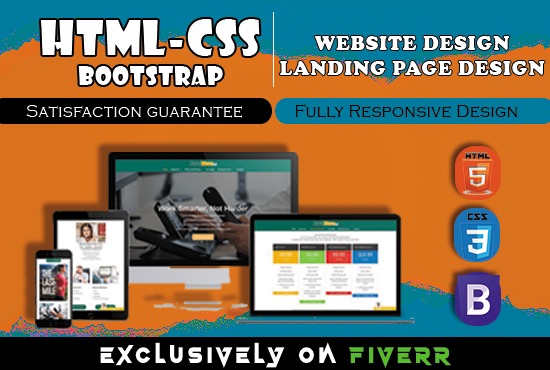 HTML-CSS
BOOTSTRAP
WEBSITE DESIGN
LANDING PAGE DESIGN
SATISFACTION GUARANTEE
FULLY RESPONSIVE DESIGN
Work Smarter, Not Harder
HTML
5
CSS
3
B
EXCLUSIVELY ON FIVERR